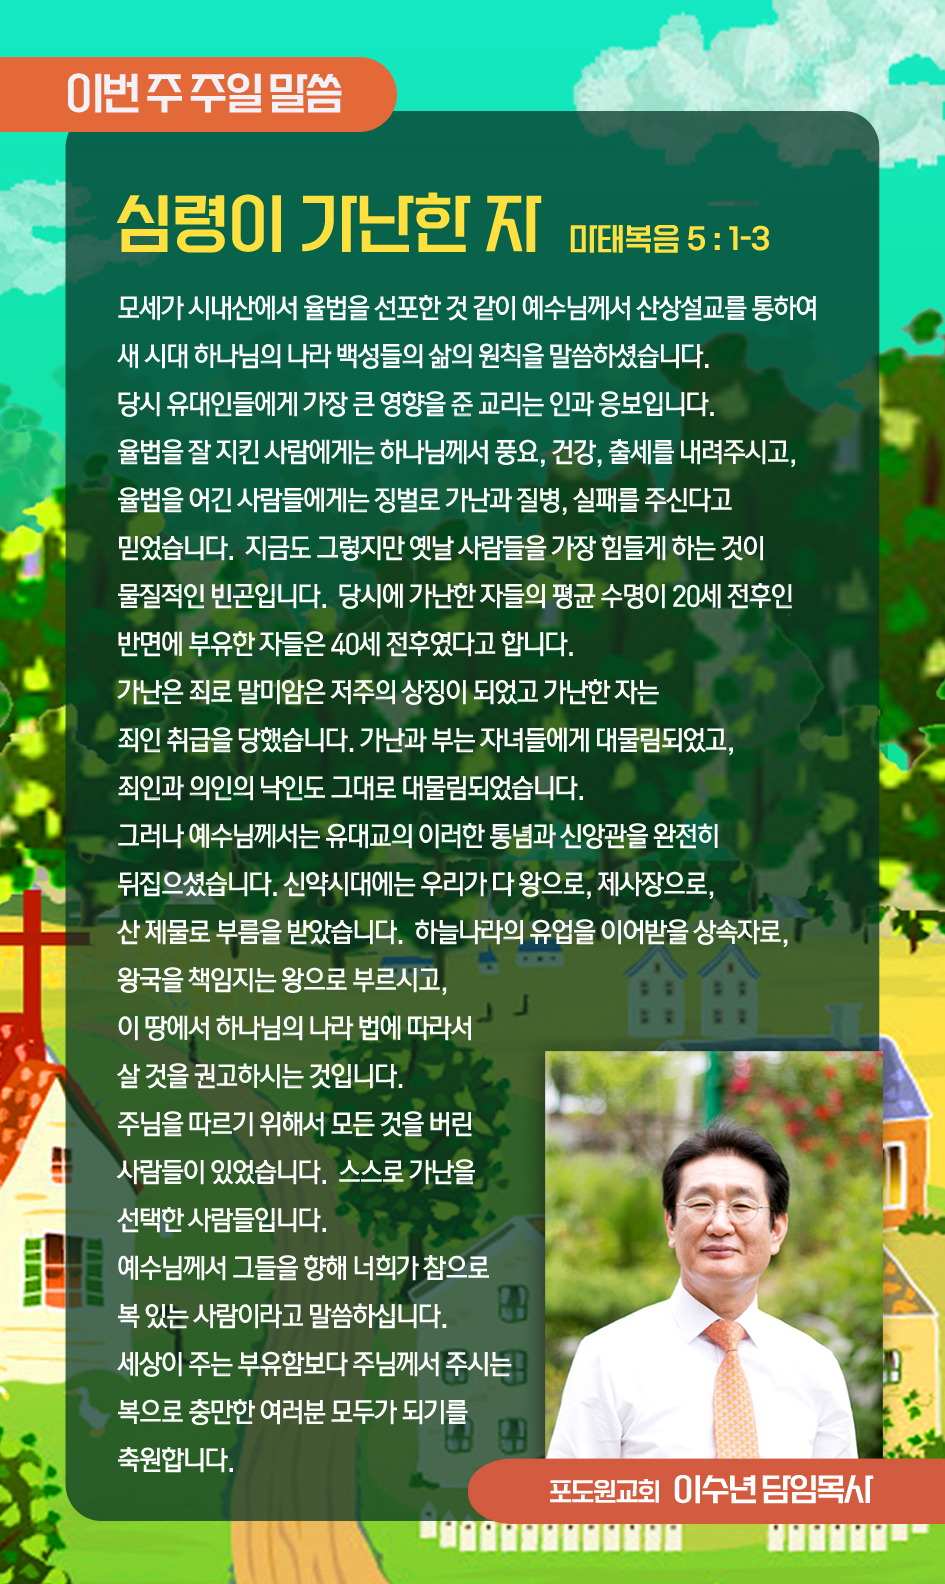 이번 주 주일 말씀
심령이 가난한 자 마태복음 5 : 1-3
모세가 시내산에서 율법을 선포한 것 같이 예수님께서 산상설교를 통하여
새 시대 하나님의 나라 백성들의 삶의 원칙을 말씀하셨습니다.
당시 유대인들에게 가장 큰 영향을 준 교리는 인과 응보입니다.
율법을 잘 지킨 사람에게는 하나님께서 풍요, 건강, 출세를 내려주시고,
율법을 어긴 사람들에게는 징벌로 가난과 질병, 실패를 주신다고
믿었습니다. 지금도 그렇지만 옛날 사람들을 가장 힘들게 하는 것이
물질적인 빈곤입니다. 당시에 가난한 자들의 평균 수명이 20세 전후인
반면에 부유한 자들은 40세 전후였다고 합니다.
가난은 죄로 말미암은 저주의 상징이 되었고 가난한 자는
죄인 취급을 당했습니다. 가난과 부는 자녀들에게 대물림되었고,
죄인과 의인의 낙인도 그대로 대물림되었습니다.
그러나 예수님께서는 유대교의 이러한 통념과 신앙관을 완전히
뒤집으셨습니다. 신약시대에는 우리가 다 왕으로, 제사장으로,
산 제물로 부름을 받았습니다. 하늘나라의 유업을 이어받을 상속자로,
왕국을 책임지는 왕으로 부르시고,
이 땅에서 하나님의 나라 법에 따라서
살 것을 권고하시는 것입니다.
주님을 따르기 위해서 모든 것을 버린
사람들이 있었습니다. 스스로 가난을
선택한 사람들입니다.
예수님께서 그들을 향해 너희가 참으로
복 있는 사람이라고 말씀하십니다.
세상이 주는 부유함보다 주님께서 주시는
복으로 충만한 여러분 모두가 되기를
축원합니다.
포도원교회 이수년 담임목사